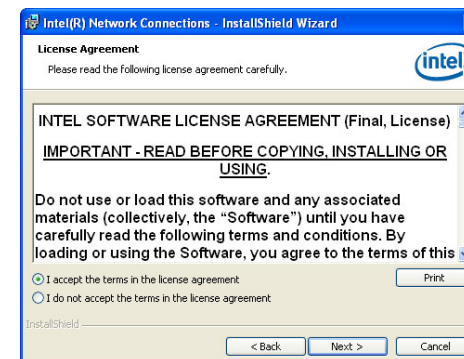 Intel(R) Network Connections - InstallShield Wizard
License Agreement
Please read the following license agreement carefully.
intel
INTEL SOFTWARE LICENSE AGREEMENT (Final, License)
IMPORTANT - READ BEFORE COPYING, INSTALLING OR
USING.
Do not use or load this software and any associated
materials (collectively, the “Software”) until you have
carefully read the following terms and conditions. By
loading or using the Software, you agree to the terms of this
I accept the terms in the license agreement
Print
I do not accept the terms in the license agreement
InstallShield
< Back
Next >
Cancel